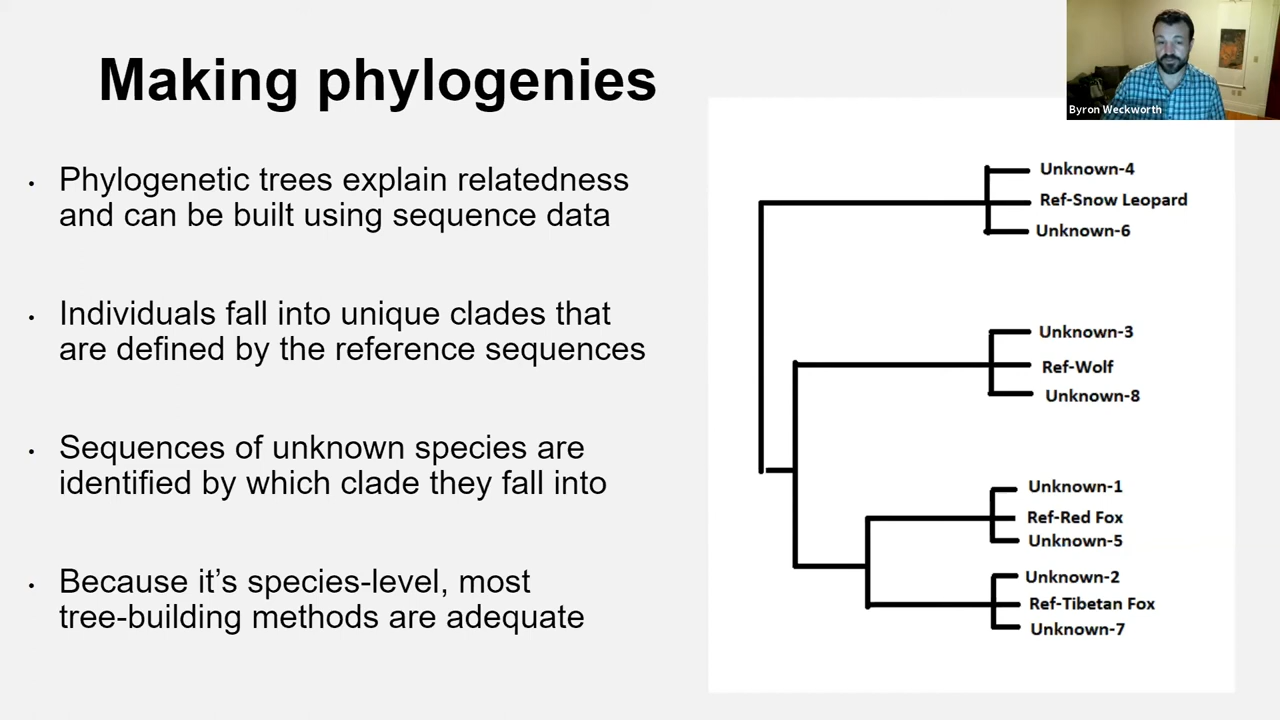 Making phylogenies
Byron Weckworth
• Phylogenetic trees explain relatedness
and can be built using sequence data
• Individuals fall into unique clades that
are defined by the reference sequences
• Sequences of unknown species are
identified by which clade they fall into
• Because it’s species-level, most
tree-building methods are adequate
Unknown-4
Ref-Snow Leopard
Unknown-6
Unknown-3
Ref-Wolf
Unknown-8
Unknown-1
Ref-Red Fox
Unknown-5
Unknown-2
Ref-Tibetan Fox
Unknown-7